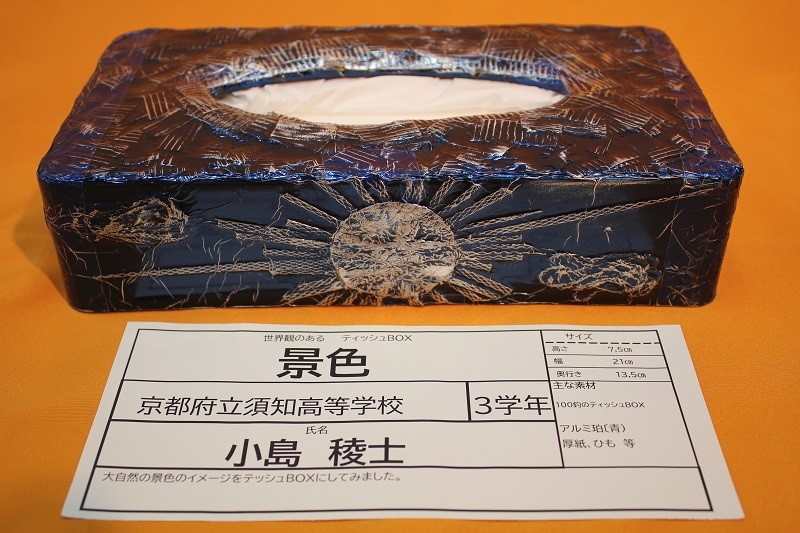 世界観のある ティッシュBOX
景色
京都府立須知高等学校
3学年
氏名
小島 稜士
大自然の景色のイメージをテッシュBOXにしてみました。
サイズ
高さ 7.5㎝
幅 21㎝
奥行き 13.5㎝
主な素材
100鈞のティッシュBOX
アルミ珀(青)
厚紙、ひも 等